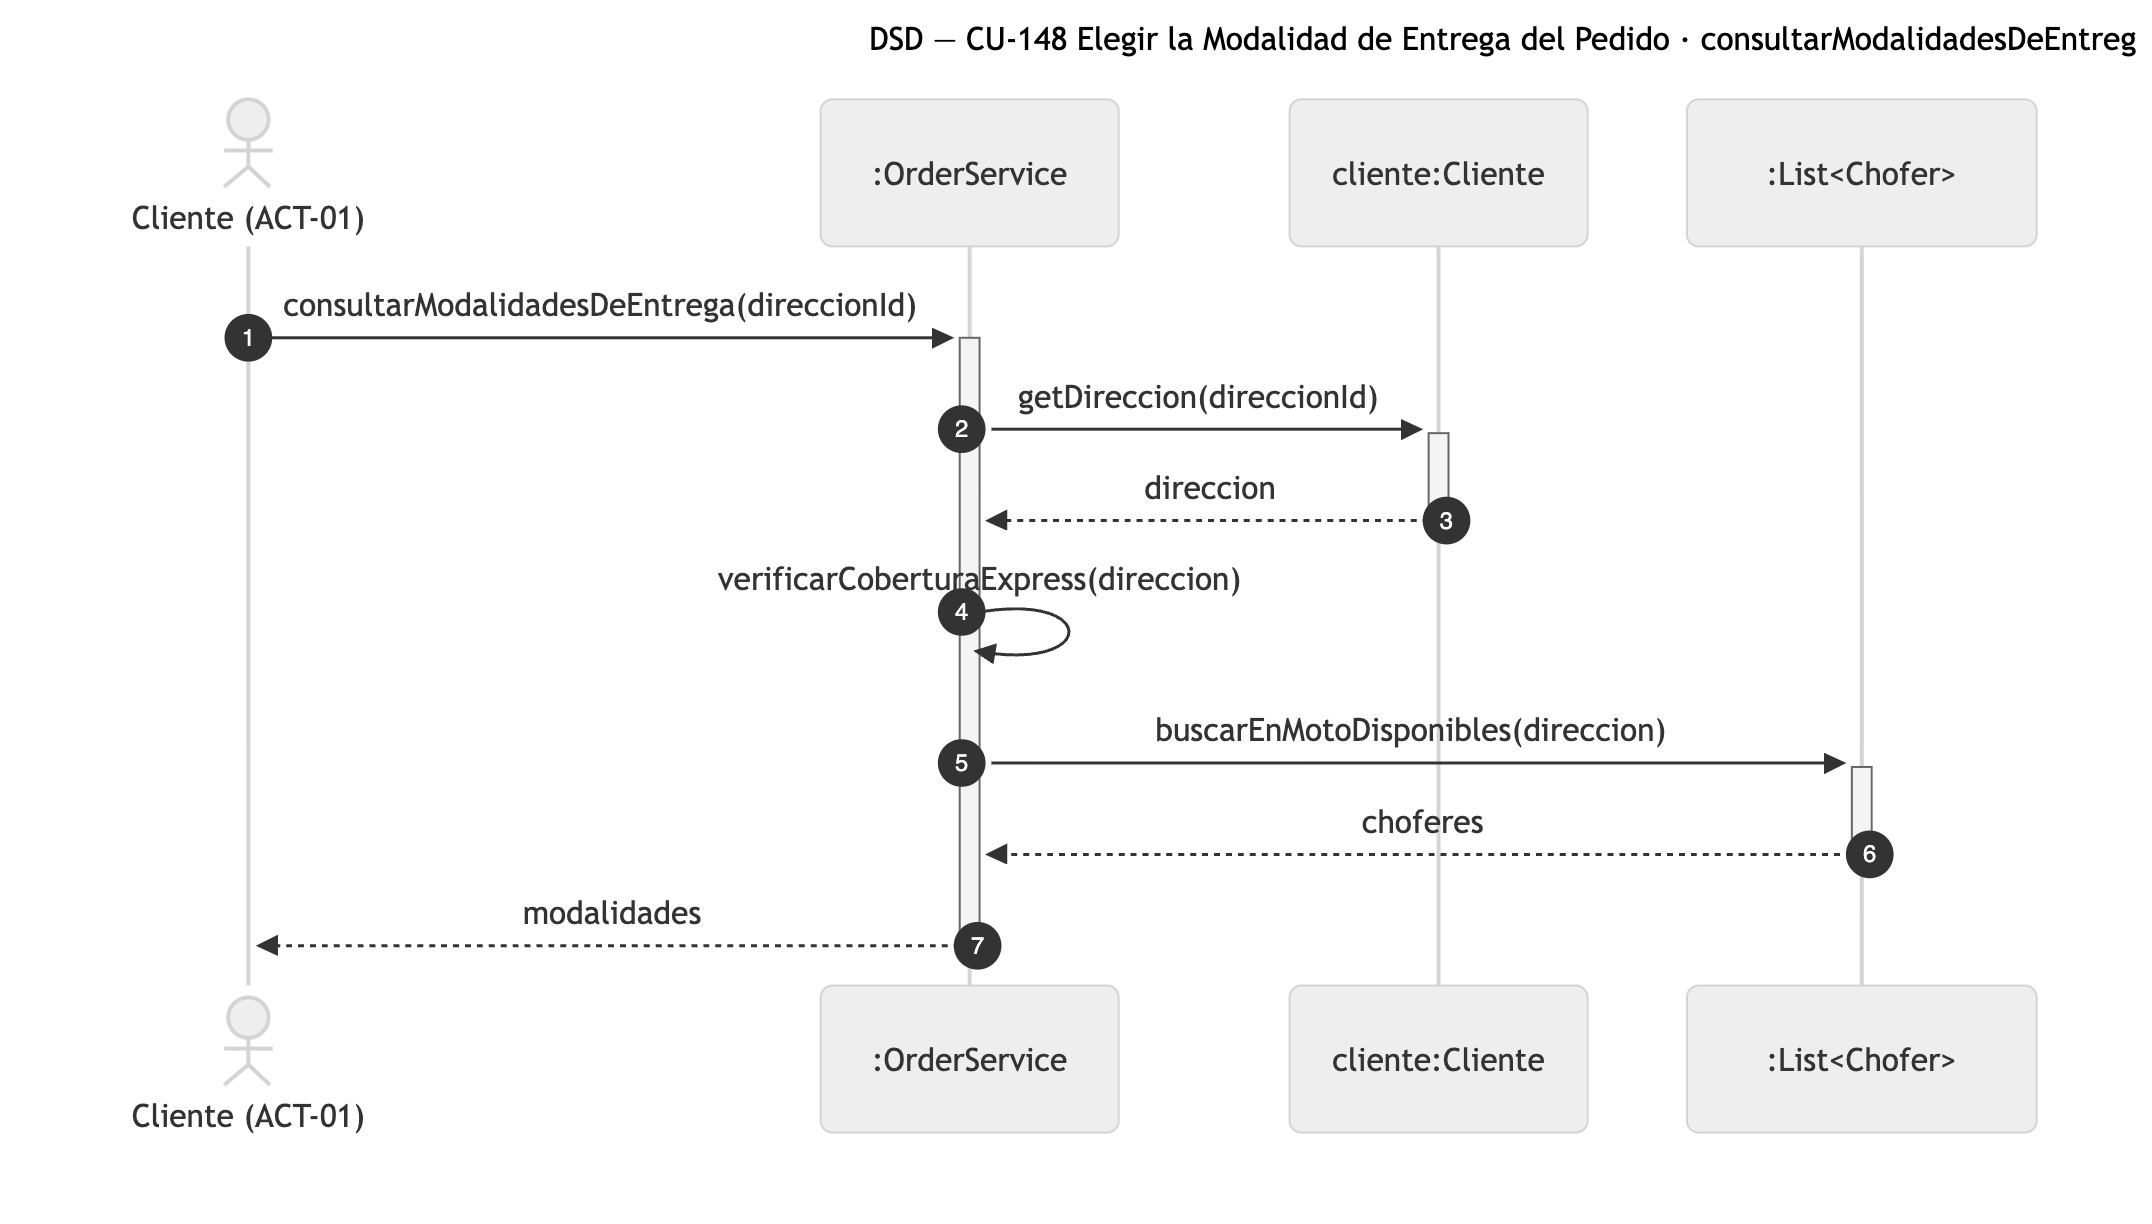 DSD — CU-148 Elegir la Modalidad de Entrega del Pedido · consultarModalidadesDeEntreg
Cliente (ACT-01)
:OrderService
cliente:Cliente
:List<Chofer>
consultarModalidadesDeEntrega(direccionId)
1
getDireccion(direccionId)
2
direccion
3
verificarCoberturaExpress(direccion)
4
buscarEnMotoDisponibles(direccion)
5
choferes
6
modalidades
7
Cliente (ACT-01)
:OrderService
cliente:Cliente
:List<Chofer>